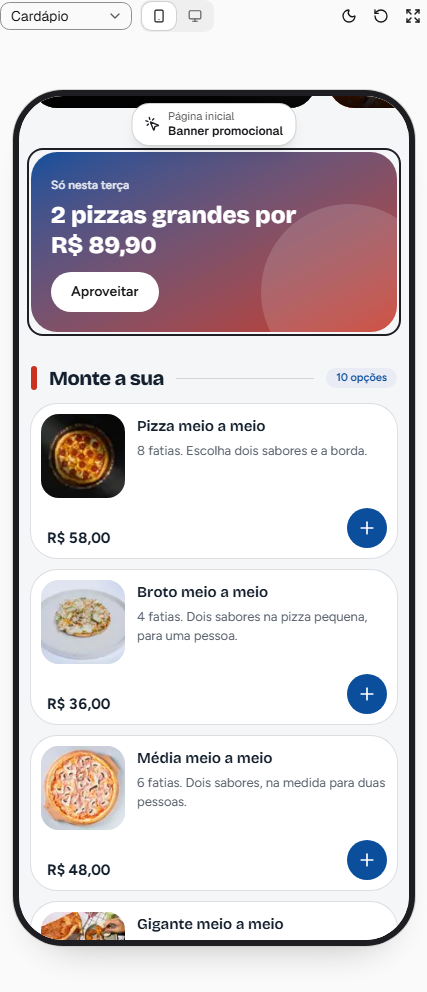 Cardápio
Página inicial
Banner promocional
Só nesta terça
2 pizzas grandes por
R$ 89,90
Aproveitar
Monte a sua
10 opções
Pizza meio a meio
8 fatias. Escolha dois sabores e a borda.
R$ 58,00
Broto meio a meio
4 fatias. Dois sabores na pizza pequena,
para uma pessoa.
R$ 36,00
Média meio a meio
6 fatias. Dois sabores, na medida para duas
pessoas.
R$ 48,00
Gigante meio a meio